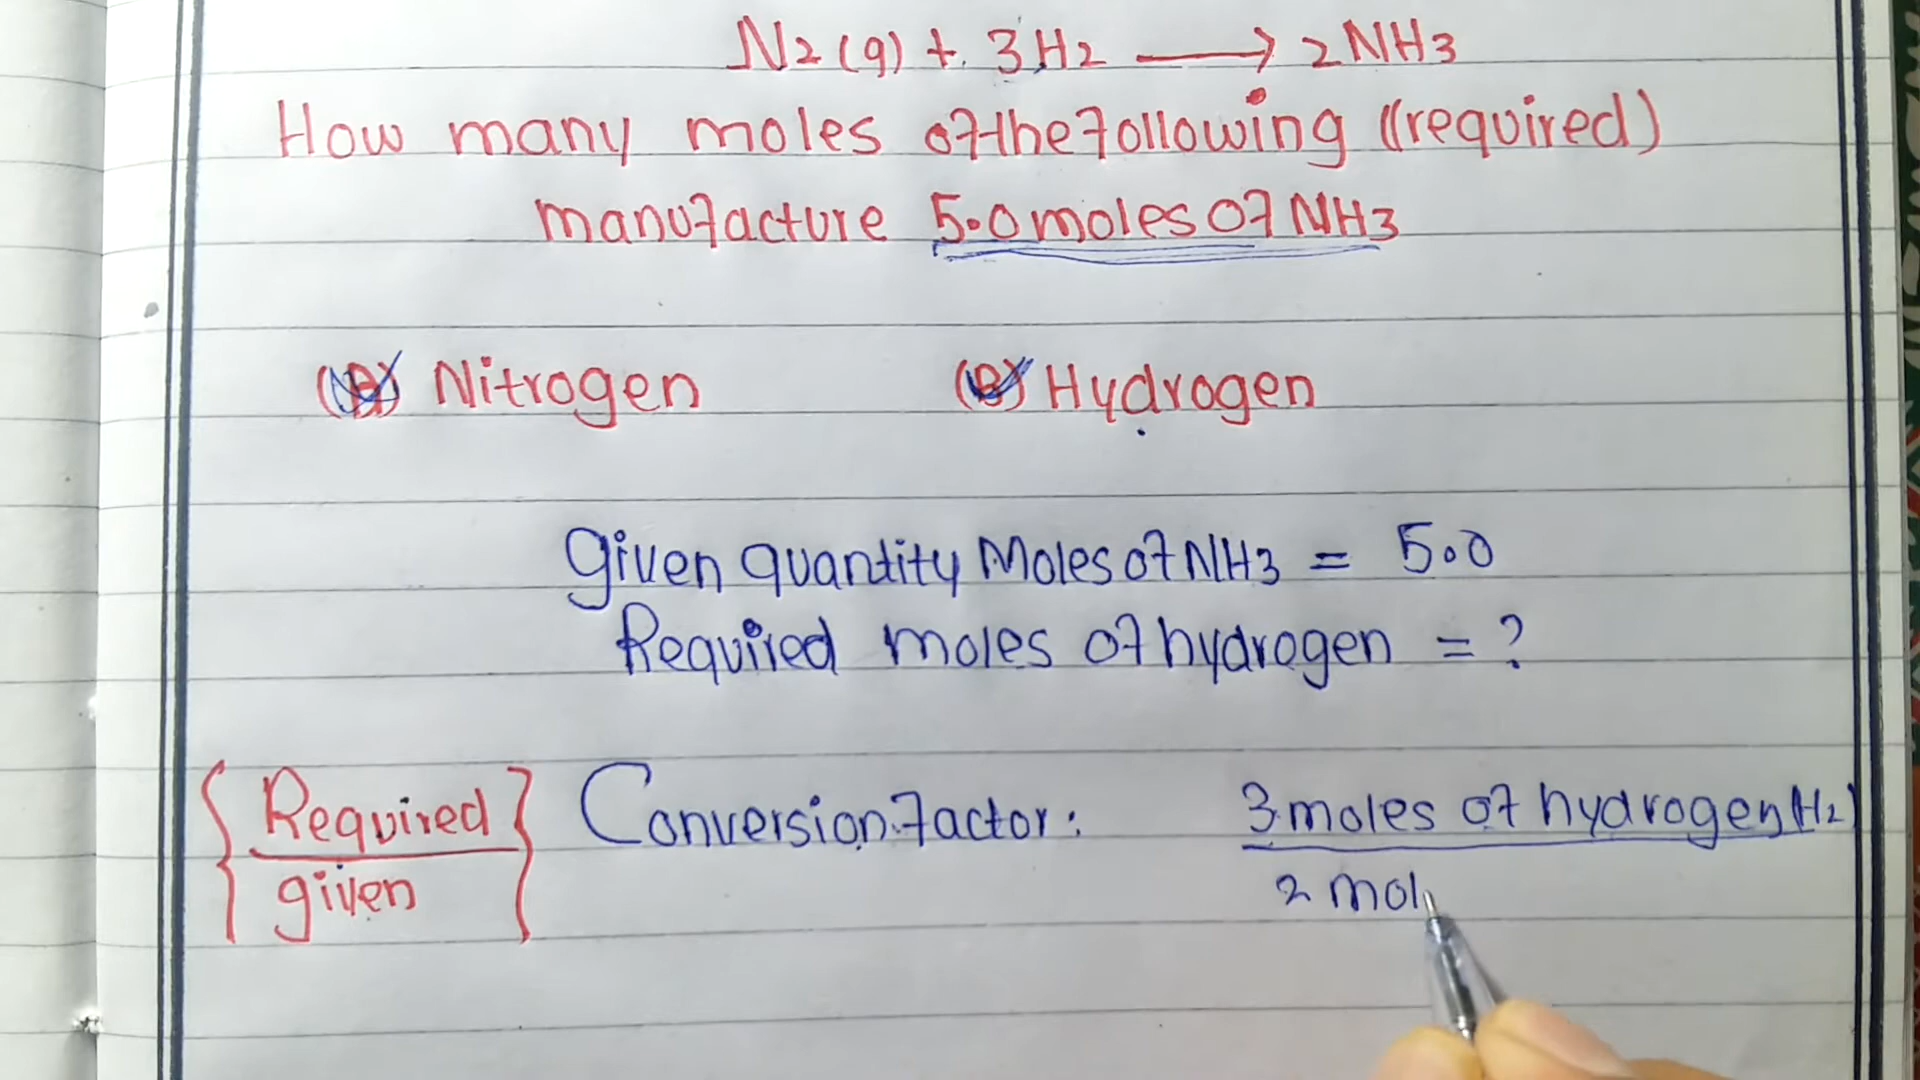 N2(g) + 3H2 ⟶ 2NH3
How many moles of the following ((required)
manufacture 5.0 moles of NH3
(A) Nitrogen (B) Hydrogen
Given quantity Moles of NH3 = 5.0
Required moles of hydrogen = ?
{Required/given} Conversion factor: 3 moles of hydrogen (H2)
2 mol